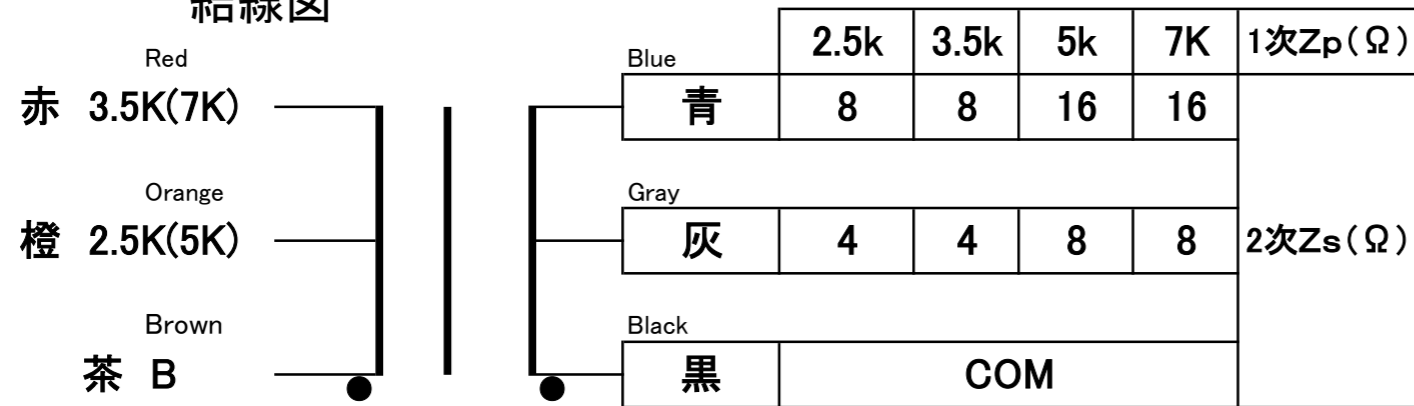 結線図
2.5k 3.5k 5k 7K 1次Zp(Ω)
Red
Blue
赤 3.5K(7K)
青 8 8 16 16
Orange
Gray
橙 2.5K(5K)
灰 4 4 8 8 2次Zs(Ω)
Brown
Black
茶 B
黒 COM